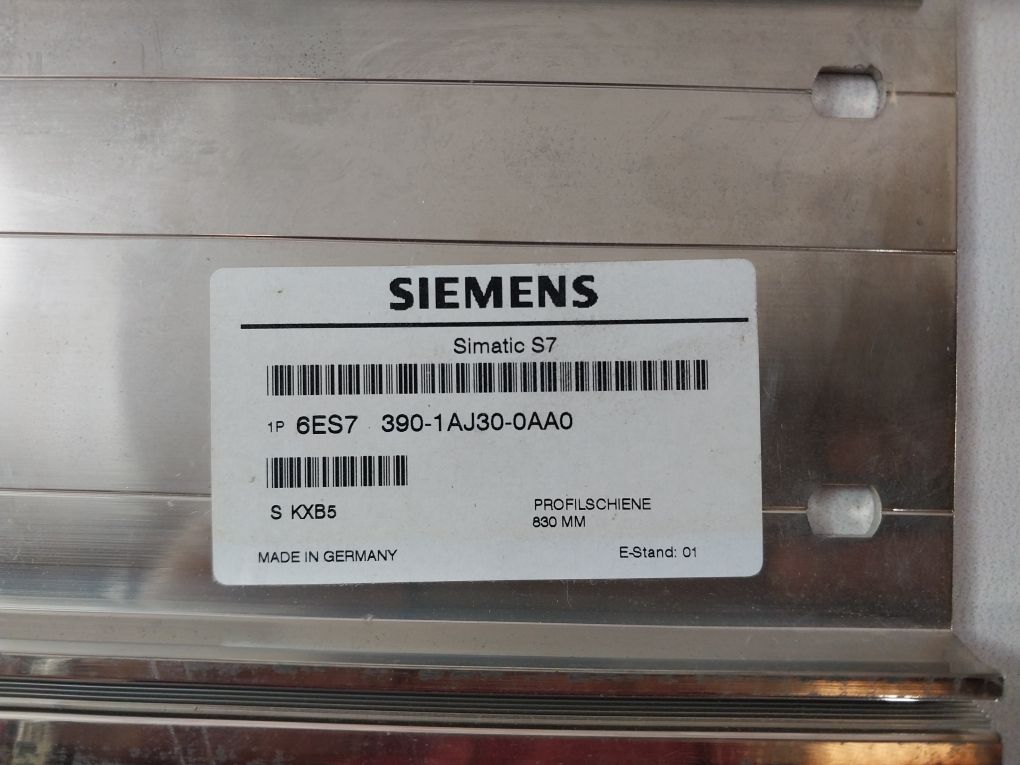 SIEMENS
Simatic S7
1P 6ES7 390-1AJ30-0AA0
S KXB5
PROFILSCHIENE
830 MM
MADE IN GERMANY
E-Stand: 01